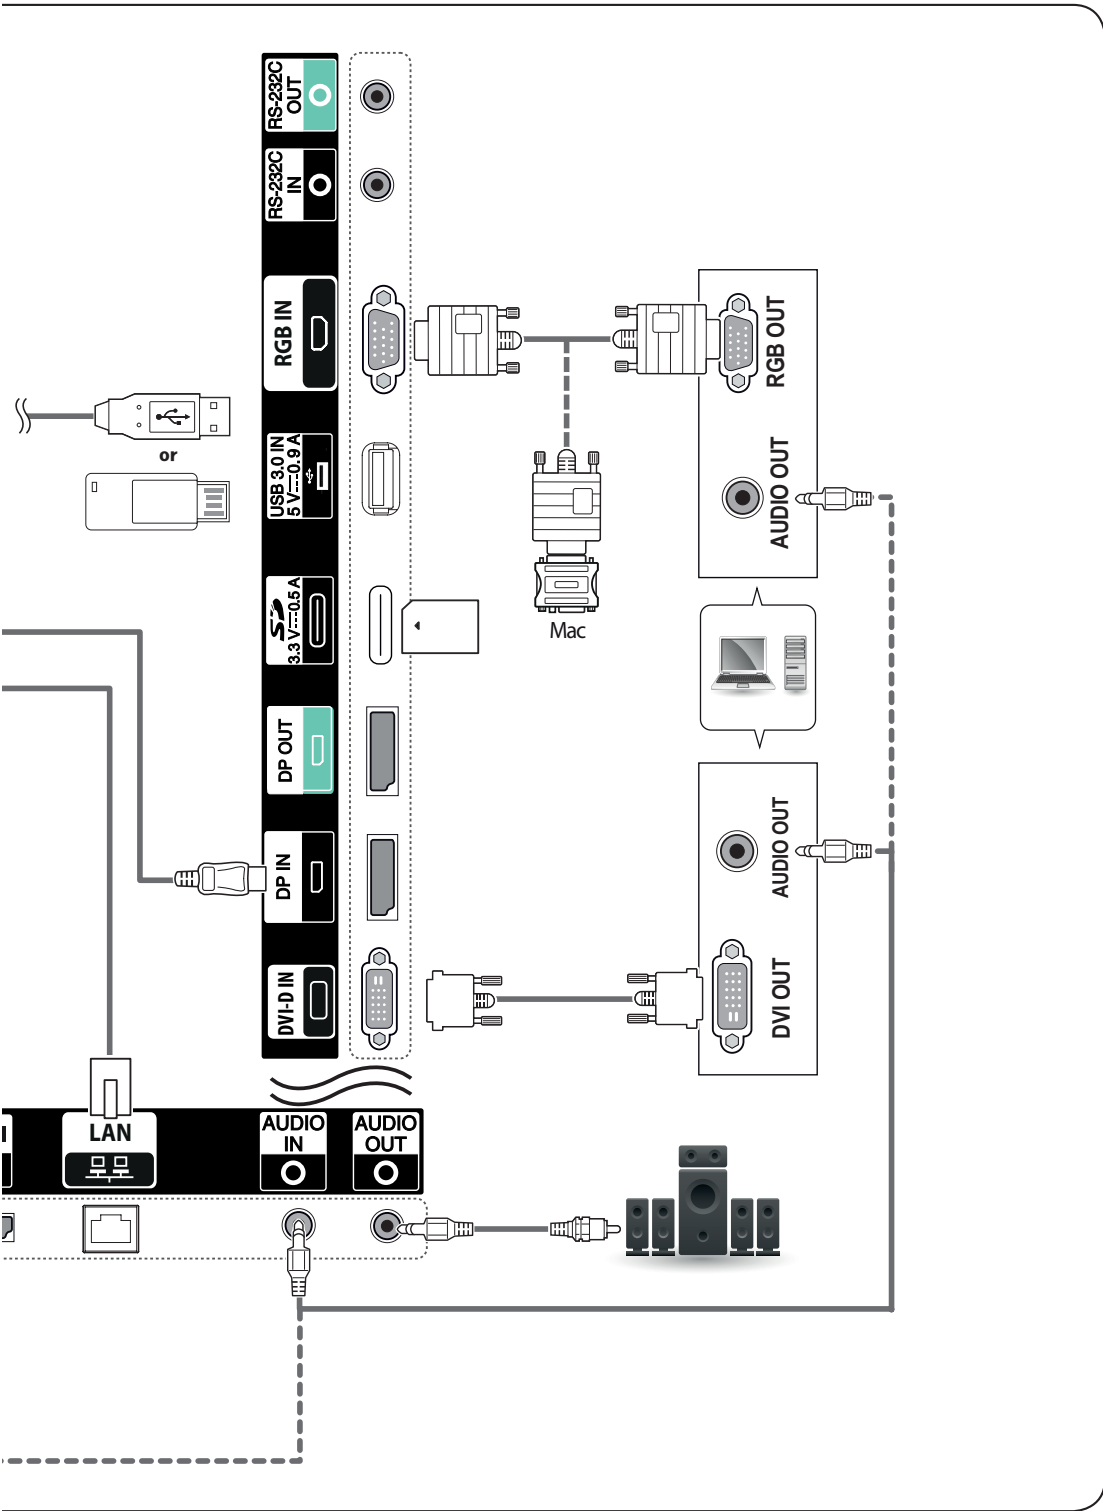 RS-232C
OUT
RS-232C
IN
RGB IN
RGB OUT
or
USB 3.0 IN
5 V⎓0.9 A
AUDIO OUT
SD
3.3 V⎓0.5 A
Mac
DP OUT
DP IN
AUDIO OUT
DVI-D IN
DVI OUT
LAN
AUDIO
IN
AUDIO
OUT